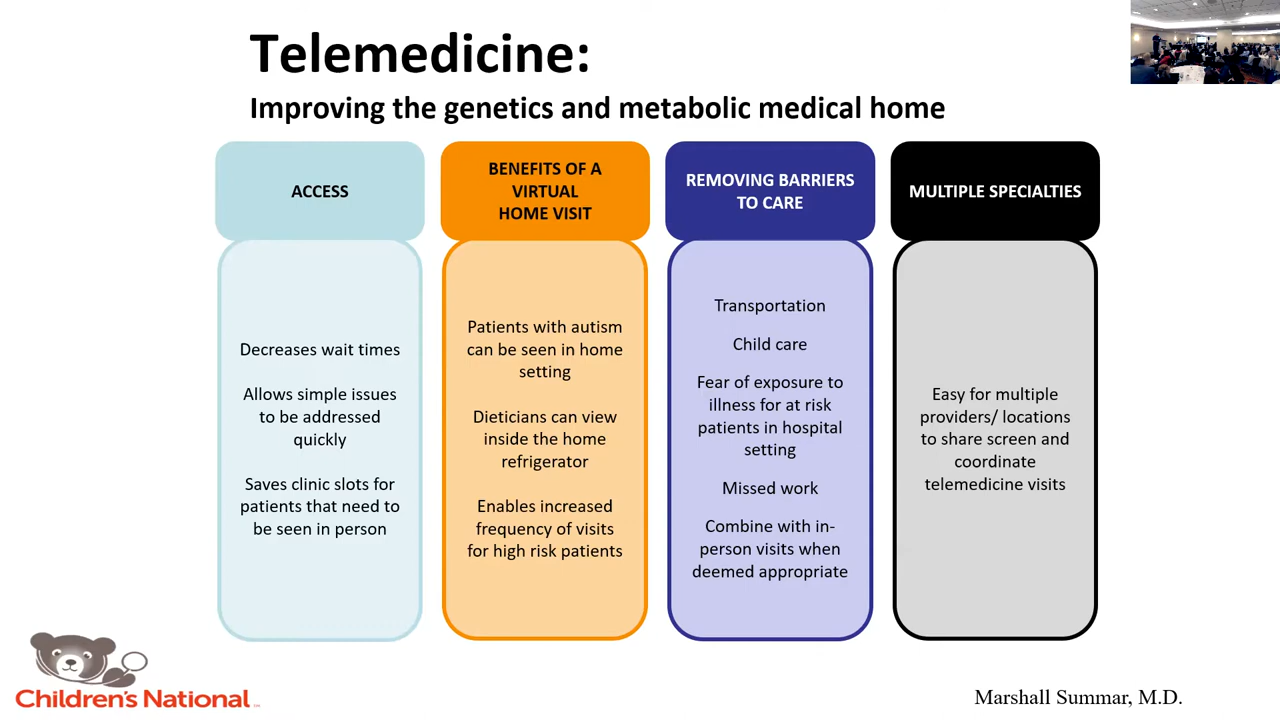 Telemedicine:
Improving the genetics and metabolic medical home
ACCESS
Decreases wait times
Allows simple issues
to be addressed
quickly
Saves clinic slots for
patients that need to
be seen in person
BENEFITS OF A
VIRTUAL
HOME VISIT
Patients with autism
can be seen in home
setting
Dieticians can view
inside the home
refrigerator
Enables increased
frequency of visits
for high risk patients
REMOVING BARRIERS
TO CARE
Transportation
Child care
Fear of exposure to
illness for at risk
patients in hospital
setting
Missed work
Combine with in-
person visits when
deemed appropriate
MULTIPLE SPECIALTIES
Easy for multiple
providers/ locations
to share screen and
coordinate
telemedicine visits
Children's National
Marshall Summar, M.D.